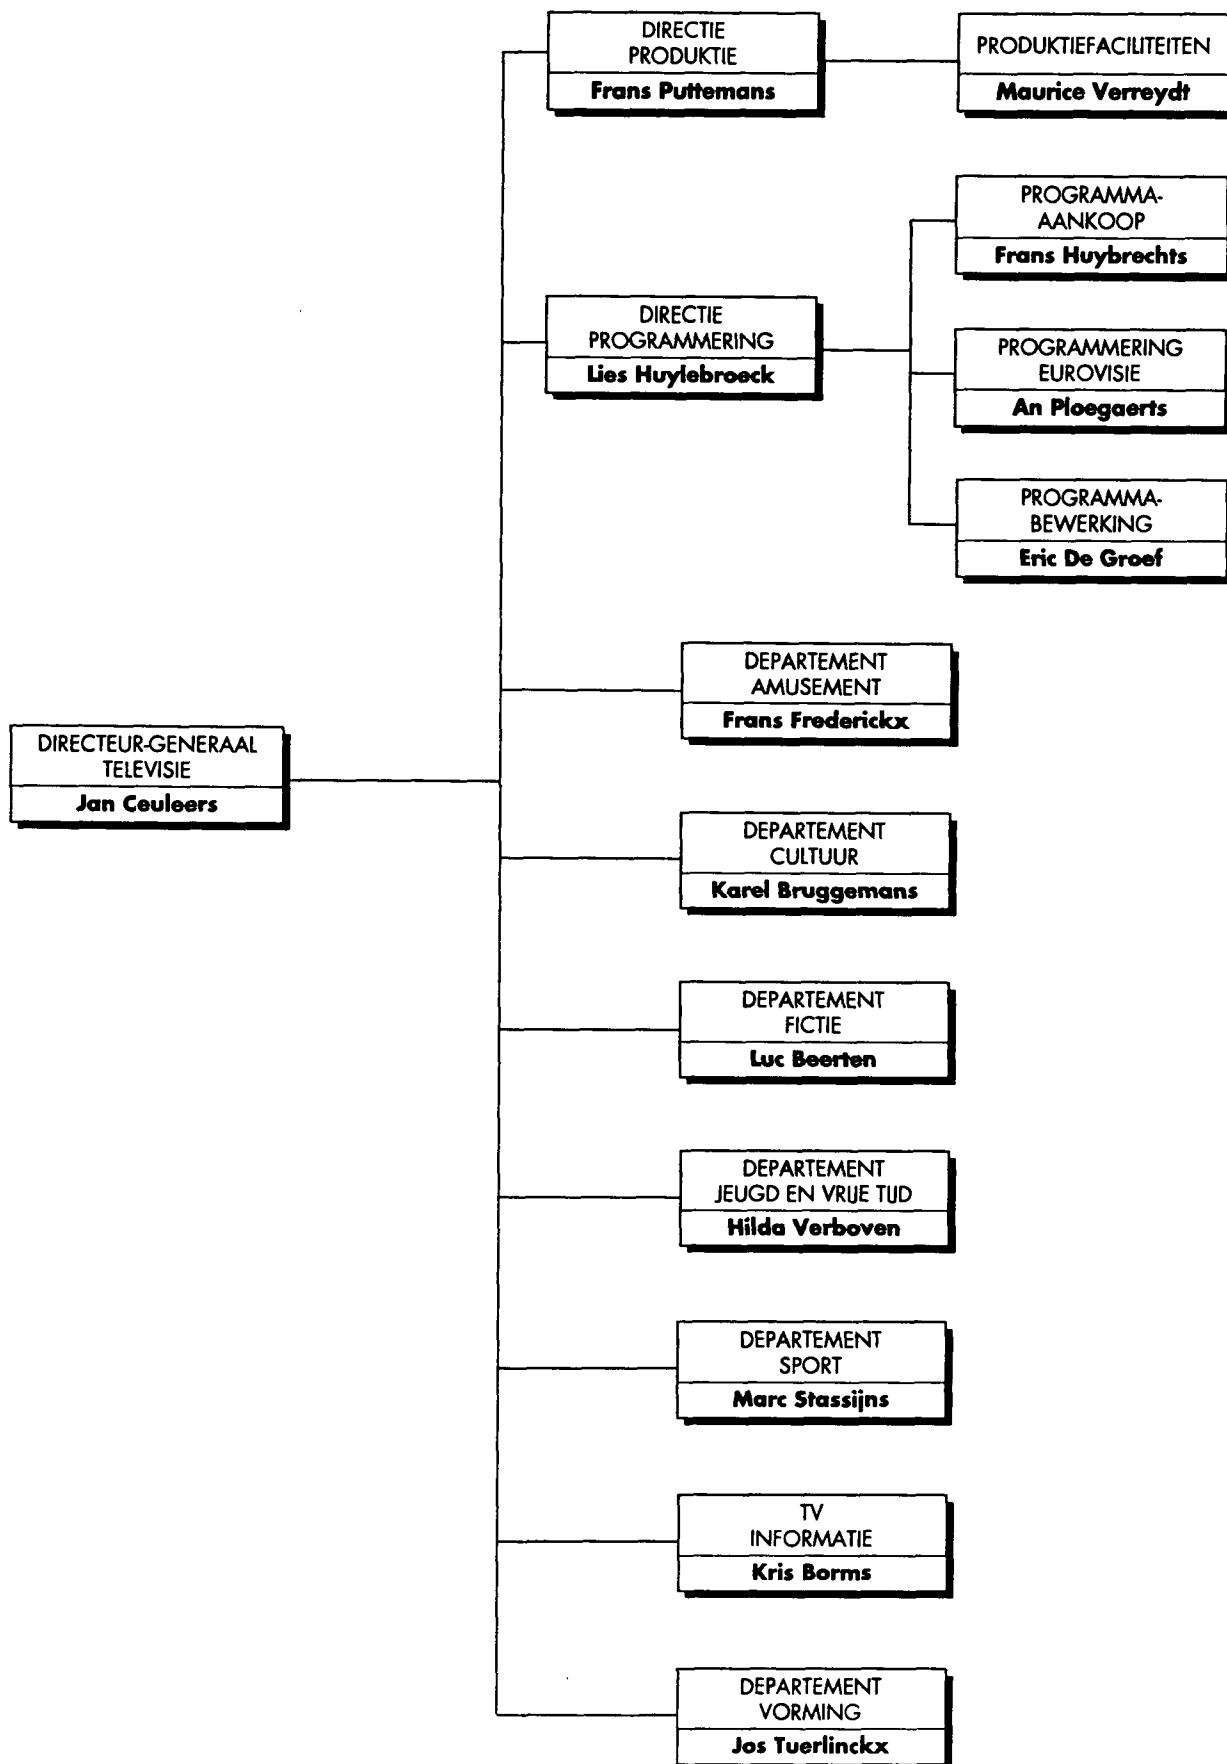 DIRECTIE
PRODUKTIE
Frans Puttemans
PRODUKTIEFACILITEITEN
Maurice Verreydt
PROGRAMMA-
AANKOOP
Frans Huybrechts
DIRECTIE
PROGRAMMERING
Lies Huylebroeck
PROGRAMMERING
EUROVISIE
An Ploegaerts
PROGRAMMA-
BEWERKING
Eric De Groef
DEPARTEMENT
AMUSEMENT
Frans Frederickx
DIRECTEUR-GENERAAL
TELEVISIE
Jan Ceuleers
DEPARTEMENT
CULTUUR
Karel Bruggemans
DEPARTEMENT
FICTIE
Luc Beerten
DEPARTEMENT
JEUGD EN VRIJE TIJD
Hilda Verboven
DEPARTEMENT
SPORT
Marc Stassijns
TV
INFORMATIE
Kris Borms
DEPARTEMENT
VORMING
Jos Tuerlinckx